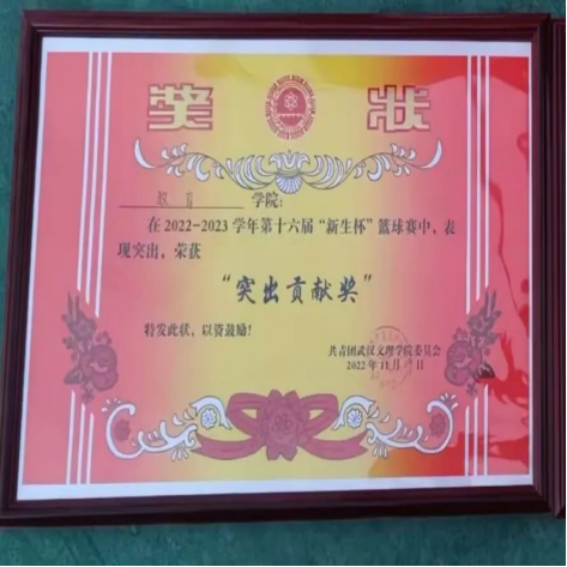 奖 状
教育 学院:
在 2022-2023 学年第十六届“新生杯”篮球赛中, 表
现突出, 荣获
“突出贡献奖”
特发此状, 以资鼓励!
共青团武汉文理学院委员会
2022 年 11 月 日